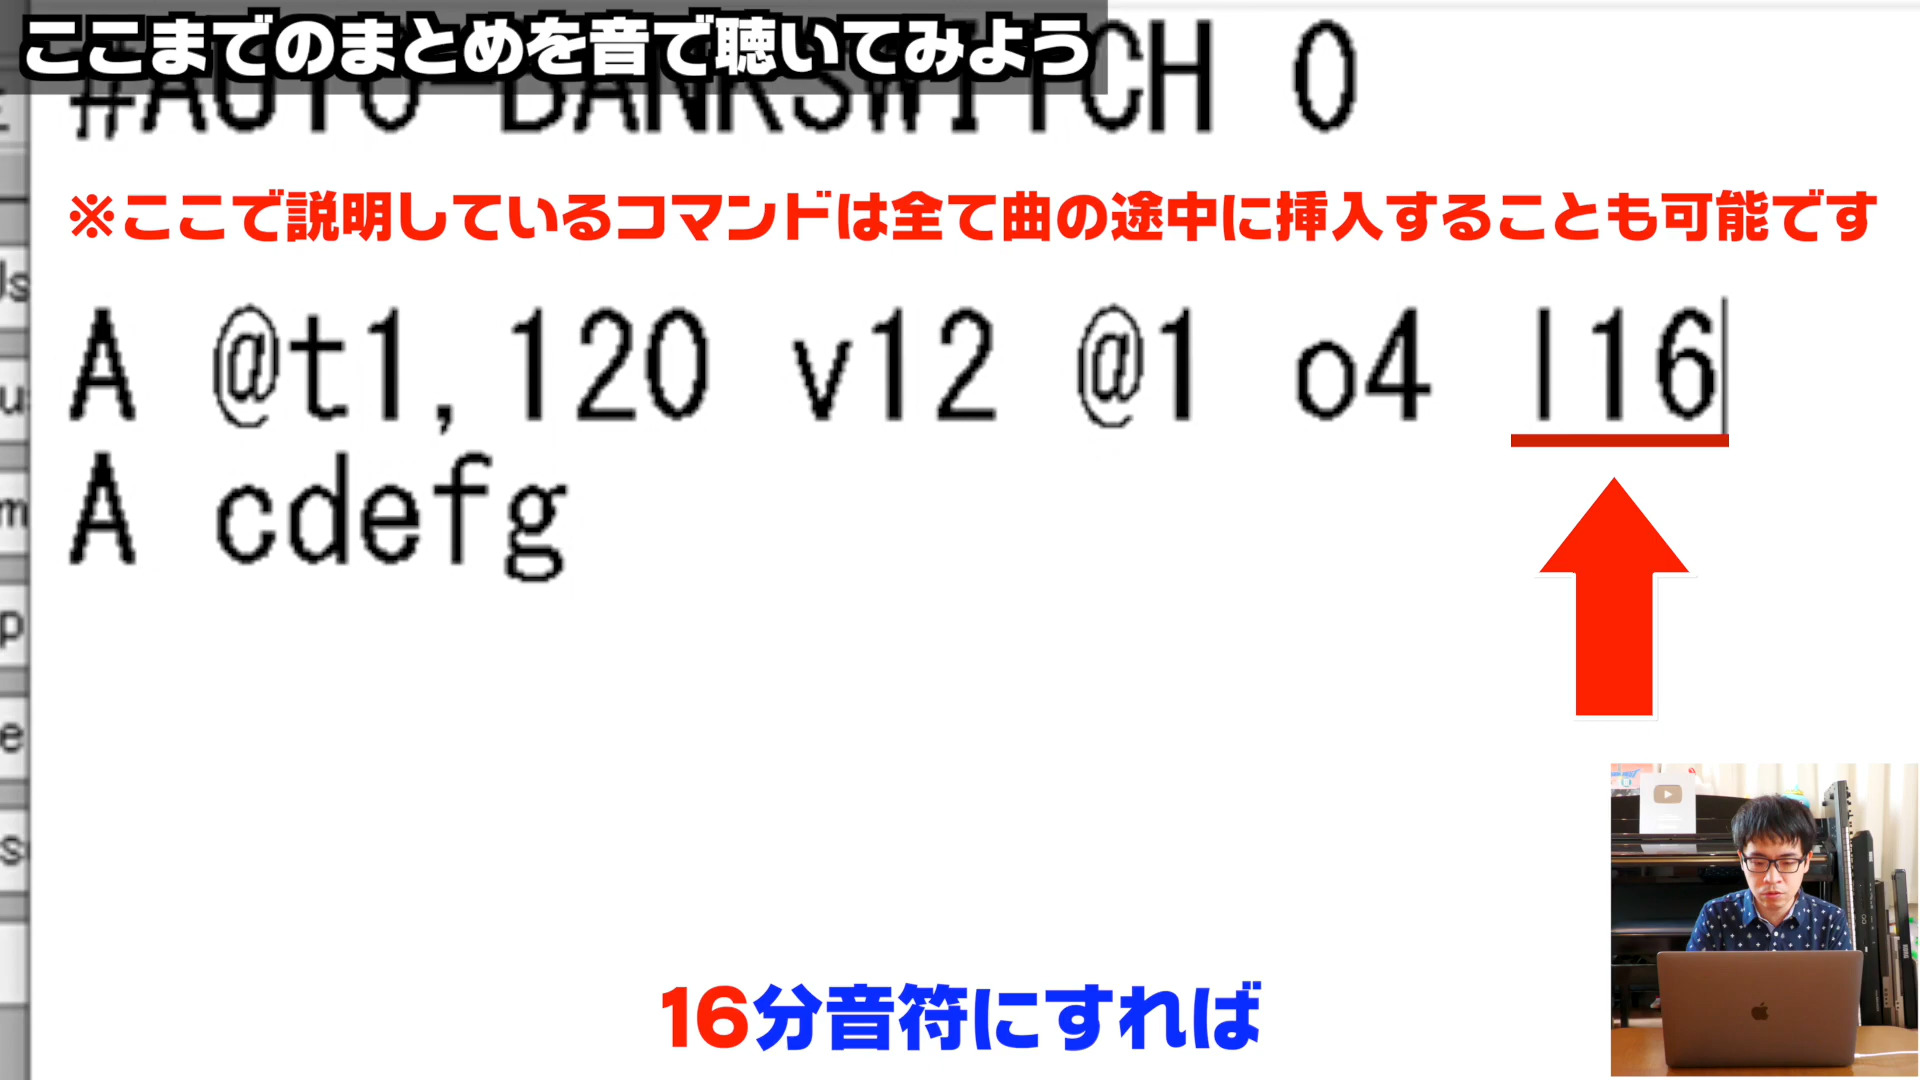 ここまでのまとめを音で聴いてみよう
#AUTO-BANKSWITCH 0
※ここで説明しているコマンドは全て曲の途中に挿入することも可能です
A @t1,120 v12 @1 o4 l16
A cdefg
16分音符にすれば